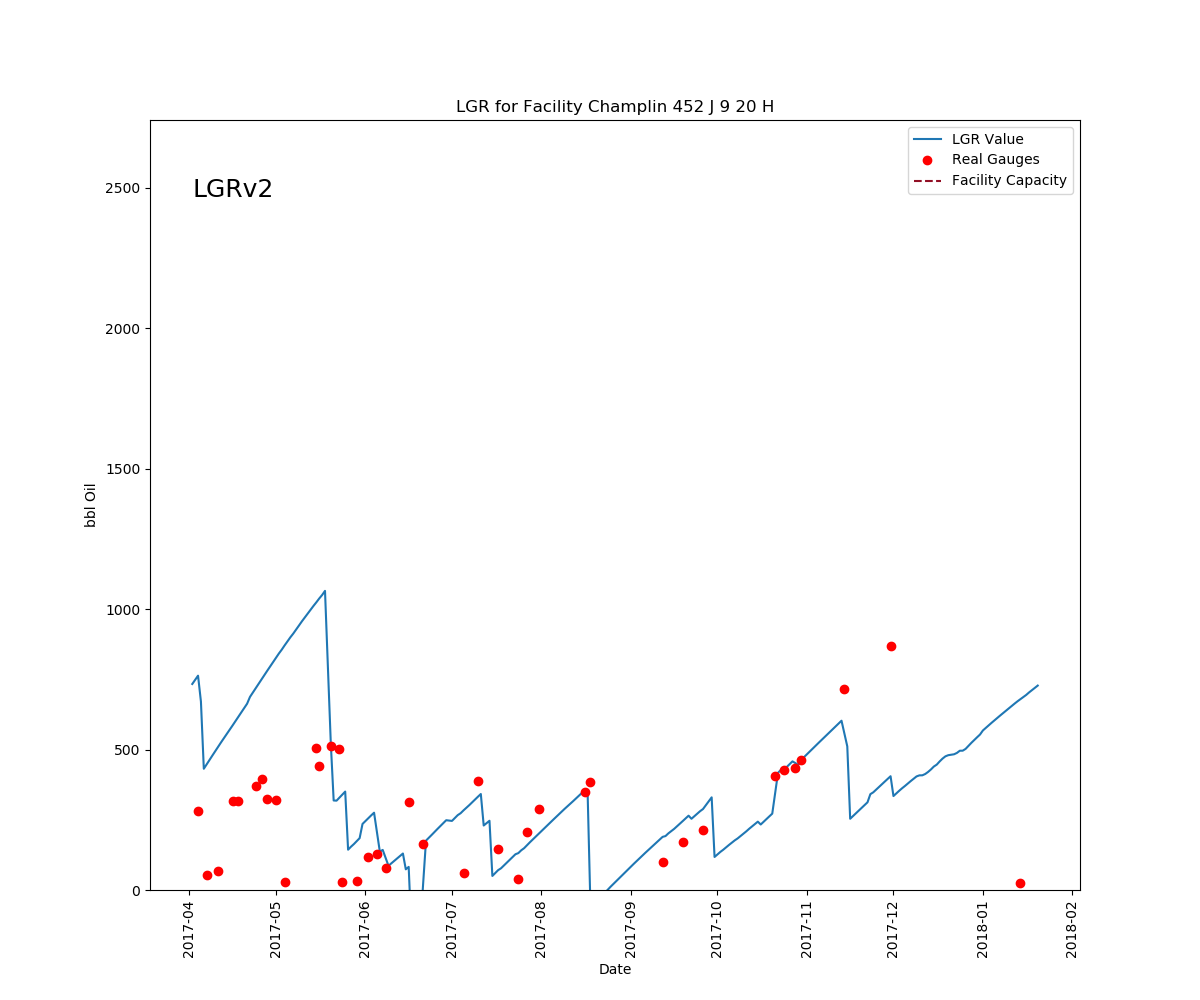 LGR for Facility Champlin 452 J 9 20 H
LGRv2
LGR Value
Real Gauges
Facility Capacity
bbl Oil
2500
2000
1500
1000
500
0
2017-04
2017-05
2017-06
2017-07
2017-08
2017-09
2017-10
2017-11
2017-12
2018-01
2018-02
Date